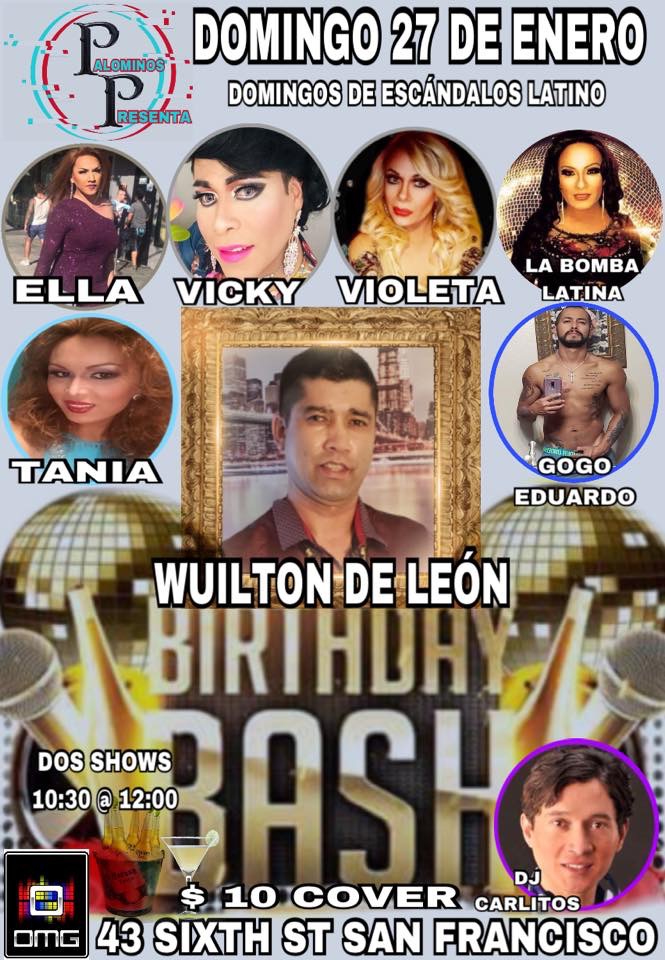 PALOMINOS
PRESENTA
DOMINGO 27 DE ENERO
DOMINGOS DE ESCÁNDALOS LATINO
ELLA
VICKY
VIOLETA
LA BOMBA
LATINA
TANIA
GOGO
EDUARDO
WUILTON DE LEÓN
BIRTHDAY
BASH
DOS SHOWS
10:30 @ 12:00
DJ
CARLITOS
$ 10 COVER
OMG
43 SIXTH ST SAN FRANCISCO